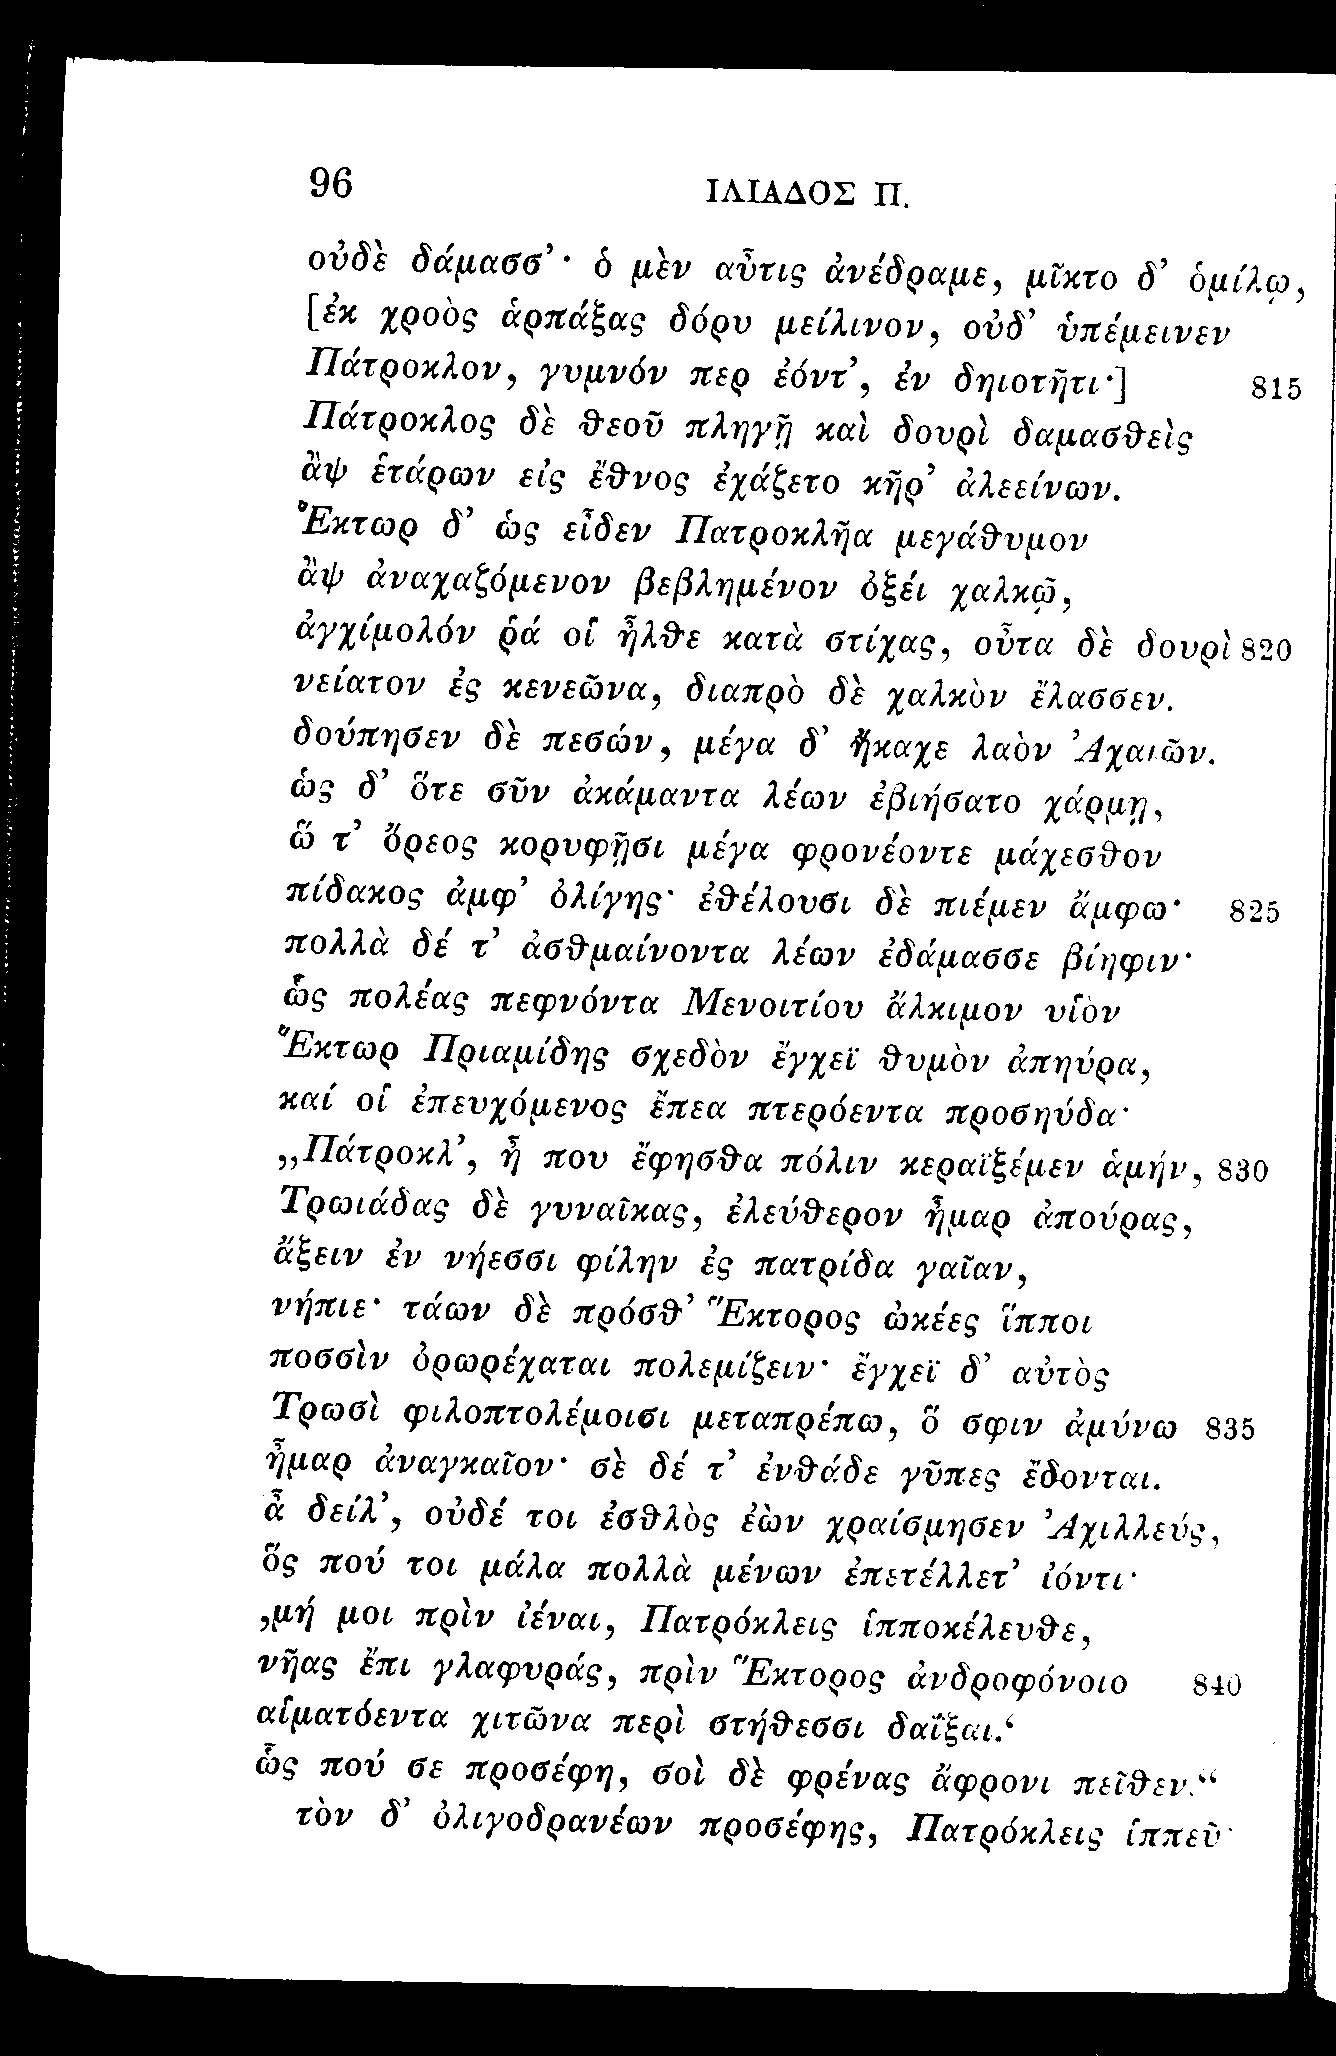 96 ΙΛΙΑΔΟΣ Π.
οὐδὲ δάμασσ’· ὁ μὲν αὖτις ἀνέδραμε, μῖκτο δ’ ὁμίλῳ,
[ἐκ χροὸς ἁρπάξας δόρυ μείλινον, οὐδ’ ὑπέμεινεν
Πάτροκλον, γυμνόν περ ἐόντ’, ἐν δηιοτῆτι·] 815
Πάτροκλος δὲ θεοῦ πληγῇ καὶ δουρὶ δαμασθεὶς
ἂψ ἑτάρων εἰς ἔθνος ἐχάζετο κῆρ’ ἀλεείνων.
Ἕκτωρ δ’ ὡς εἶδεν Πατροκλῆα μεγάθυμον
ἂψ ἀναχαζόμενον βεβλημένον ὀξέι χαλκῷ,
ἀγχίμολόν ῥά οἱ ἦλθε κατὰ στίχας, οὖτα δὲ δουρὶ 820
νείατον ἐς κενεῶνα, διαπρὸ δὲ χαλκὸν ἔλασσεν.
δούπησεν δὲ πεσών, μέγα δ’ ἤκαχε λαὸν Ἀχαιῶν.
ὡς δ’ ὅτε σῦν ἀκάμαντα λέων ἐβιήσατο χάρμῃ,
ὥ τ’ ὄρεος κορυφῇσι μέγα φρονέοντε μάχεσθον
πίδακος ἀμφ’ ὀλίγης· ἐθέλουσι δὲ πιέμεν ἄμφω· 825
πολλὰ δέ τ’ ἀσθμαίνοντα λέων ἐδάμασσε βίηφιν·
ὣς πολέας πεφνόντα Μενοιτίου ἄλκιμον υἱὸν
Ἕκτωρ Πριαμίδης σχεδὸν ἔγχεϊ θυμὸν ἀπηύρα,
καί οἱ ἐπευχόμενος ἔπεα πτερόεντα προσηύδα·
„Πάτροκλ’, ἦ που ἔφησθα πόλιν κεραϊξέμεν ἁμήν, 830
Τρωιάδας δὲ γυναῖκας, ἐλεύθερον ἦμαρ ἀπούρας,
ἄξειν ἐν νήεσσι φίλην ἐς πατρίδα γαῖαν,
νήπιε· τάων δὲ πρόσθ’ Ἕκτορος ὠκέες ἵπποι
ποσσὶν ὀρωρέχαται πολεμίζειν· ἔγχεϊ δ’ αὐτὸς
Τρωσὶ φιλοπτολέμοισι μεταπρέπω, ὅ σφιν ἀμύνω 835
ἦμαρ ἀναγκαῖον· σὲ δέ τ’ ἐνθάδε γῦπες ἔδονται.
ἆ δείλ’, οὐδέ τοι ἐσθλὸς ἐὼν χραίσμησεν Ἀχιλλεύς,
ὅς πού τοι μάλα πολλὰ μένων ἐπετέλλετ’ ἰόντι·
‚μή μοι πρὶν ἰέναι, Πατρόκλεις ἱπποκέλευθε,
νῆας ἔπι γλαφυράς, πρὶν Ἕκτορος ἀνδροφόνοιο 840
αἱματόεντα χιτῶνα περὶ στήθεσσι δαΐξαι.‘
ὥς πού σε προσέφη, σοὶ δὲ φρένας ἄφρονι πεῖθεν.“
τὸν δ’ ὀλιγοδρανέων προσέφης, Πατρόκλεις ἱππεῦ·